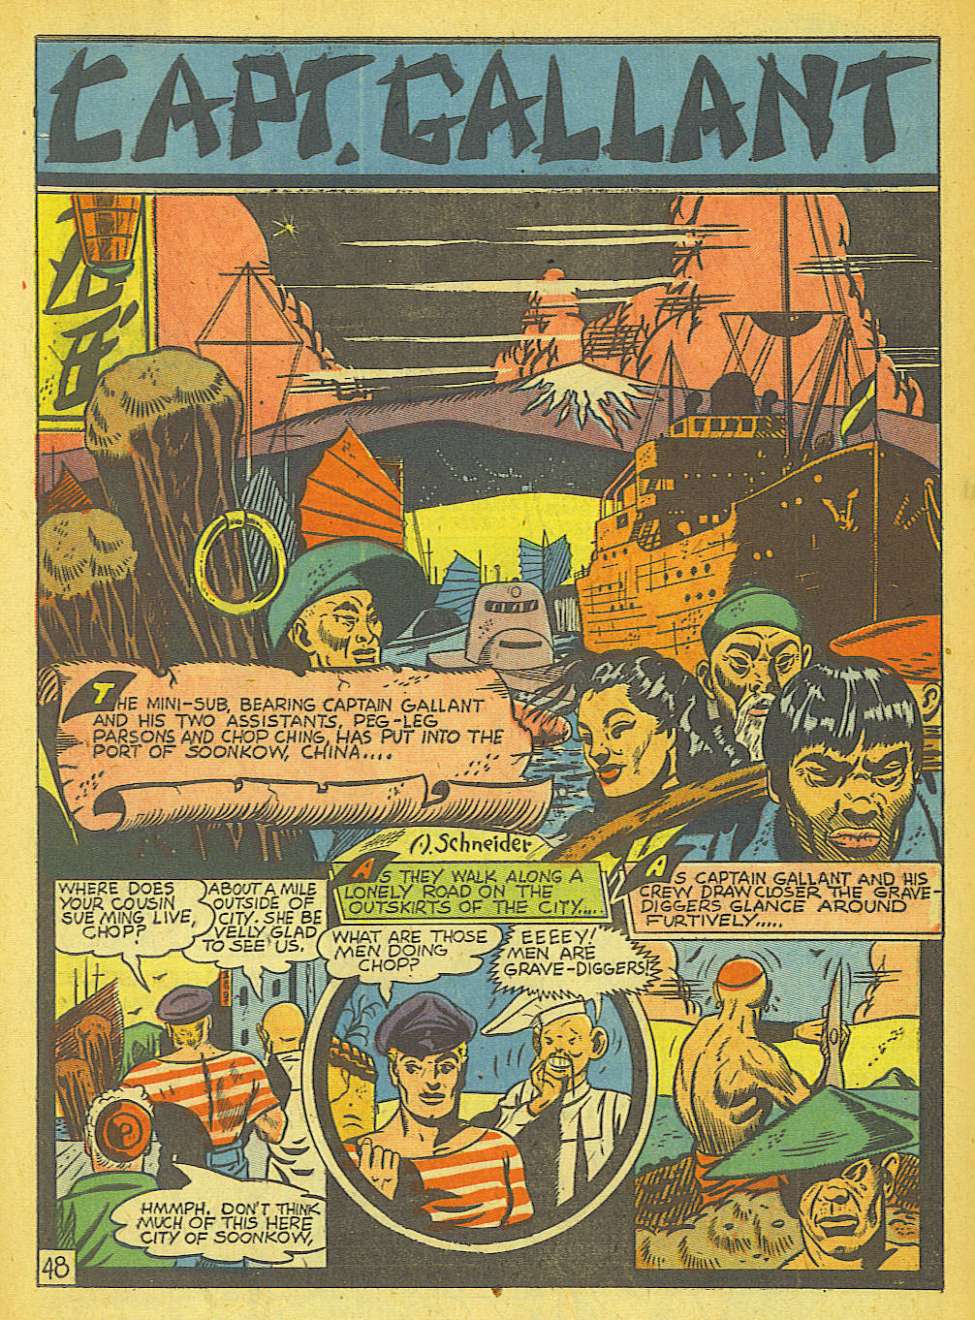 CAPT. GALLANT
THE MINI-SUB, BEARING CAPTAIN GALLANT
AND HIS TWO ASSISTANTS, PEG-LEG
PARSONS AND CHOP CHING, HAS PUT INTO THE
PORT OF SOONKOW, CHINA....
Schneider
WHERE DOES
YOUR COUSIN
SUE MING LIVE,
CHOP?
ABOUT A MILE
OUTSIDE OF
CITY. SHE BE
VELLY GLAD
TO SEE US.
HMMPH. DON'T THINK
MUCH OF THIS HERE
CITY OF SOONKOW,
AS THEY WALK ALONG A
LONELY ROAD ON THE
OUTSKIRTS OF THE CITY....
WHAT ARE THOSE
MEN DOING
CHOP?
EEEEY!
MEN ARE
GRAVE-DIGGERS!
AS CAPTAIN GALLANT AND HIS
CREW DRAW CLOSER THE GRAVE-
DIGGERS GLANCE AROUND
FURTIVELY.....
48